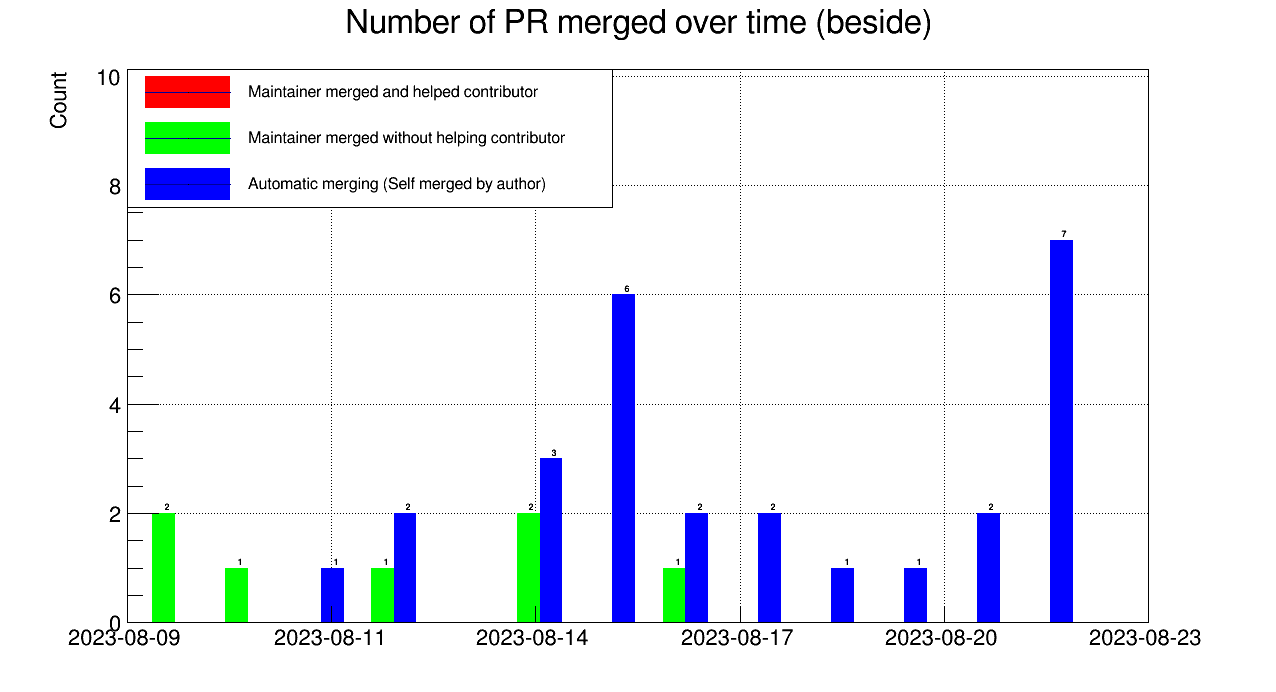 Number of PR merged over time (beside)
Count
10
Maintainer merged and helped contributor
Maintainer merged without helping contributor
8
Automatic merging (Self merged by author)
7
6
6
4
3
2
2 1 1 1 2 2 3 1 2 2 1 1 2
0
2023-08-09 2023-08-11 2023-08-14 2023-08-17 2023-08-20 2023-08-23